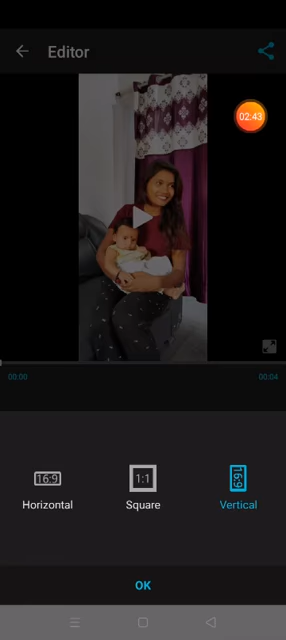 Editor
02:43
00:00
00:04
16:9
1:1
16:9
Horizontal
Square
Vertical
OK